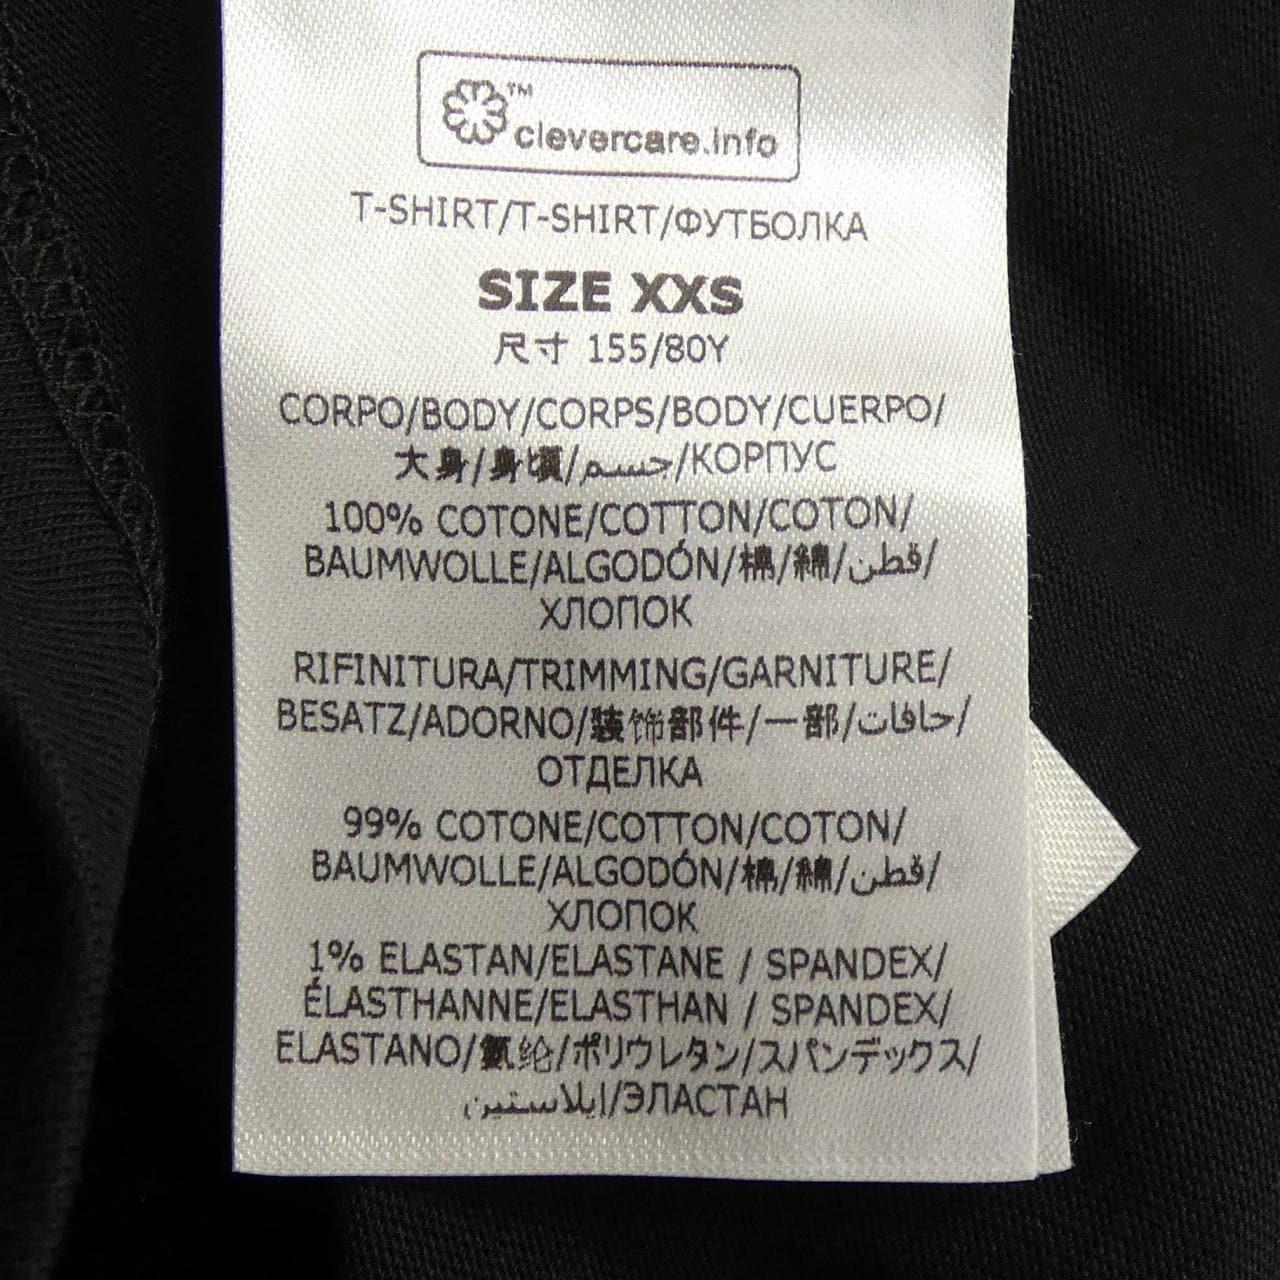 ™
clevercare.info
T-SHIRT/T-SHIRT/ФУТБОЛКА
SIZE XXS
尺寸 155/80Y
CORPO/BODY/CORPS/BODY/CUERPO/
大身/身頃/جسم/КОРПУС
100% COTONE/COTTON/COTON/
BAUMWOLLE/ALGODÓN/棉/綿/قطن/
ХЛОПОК
RIFINITURA/TRIMMING/GARNITURE/
BESATZ/ADORNO/装饰部件/一部/حافات/
ОТДЕЛКА
99% COTONE/COTTON/COTON/
BAUMWOLLE/ALGODÓN/棉/綿/قطن/
ХЛОПОК
1% ELASTAN/ELASTANE / SPANDEX/
ÉLASTHANNE/ELASTHAN / SPANDEX/
ELASTANO/氨纶/ポリウレタン/スパンデックス/
إيلاستين/ЭЛАСТАН